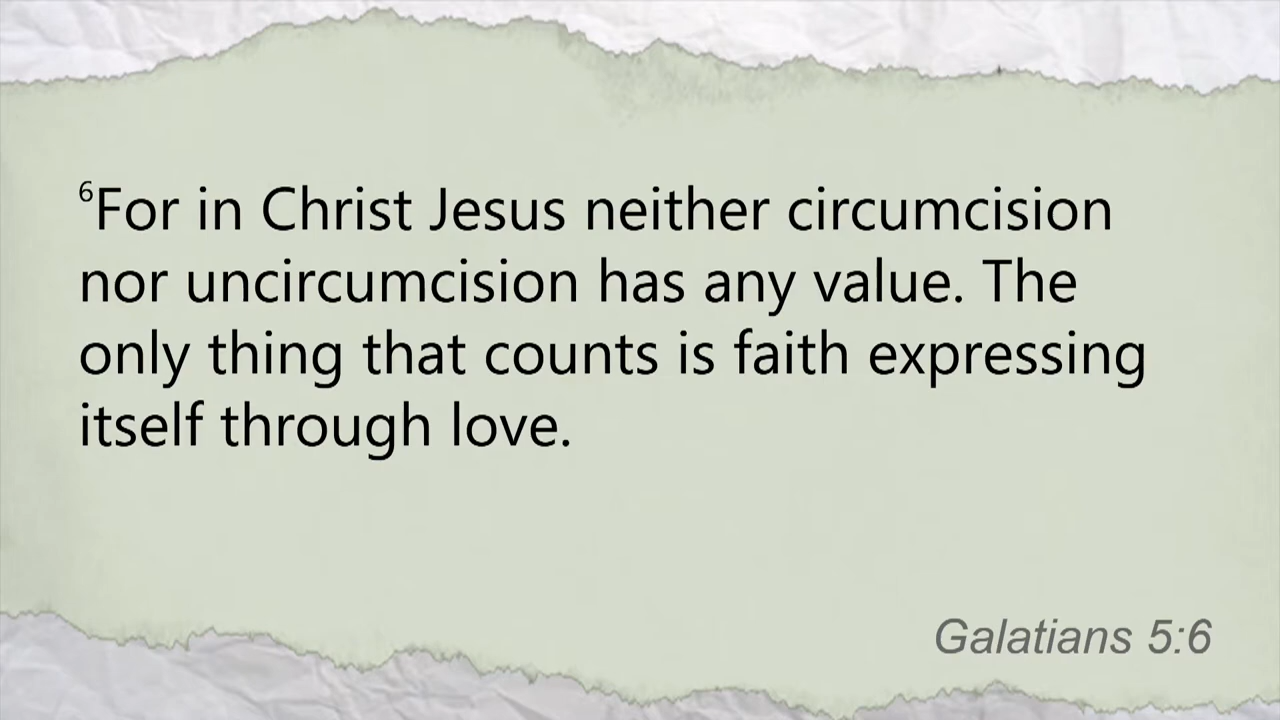 ⁶For in Christ Jesus neither circumcision
nor uncircumcision has any value. The
only thing that counts is faith expressing
itself through love.
Galatians 5:6